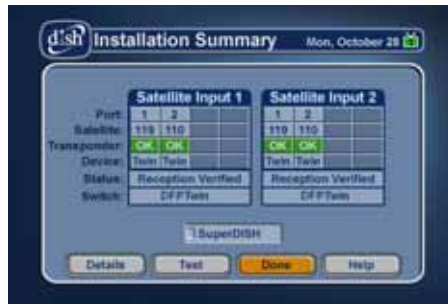 dish Installation Summary Mon, October 28
Satellite Input 1 Satellite Input 2
Port: 1 2 1 2
Satellite: 119 110 119 110
Transponder: OK OK OK OK
Device: Twin Twin Twin Twin
Status: Reception Verified Reception Verified
Switch: DPPTwin DPPTwin
SuperDISH
Details Test Done Help